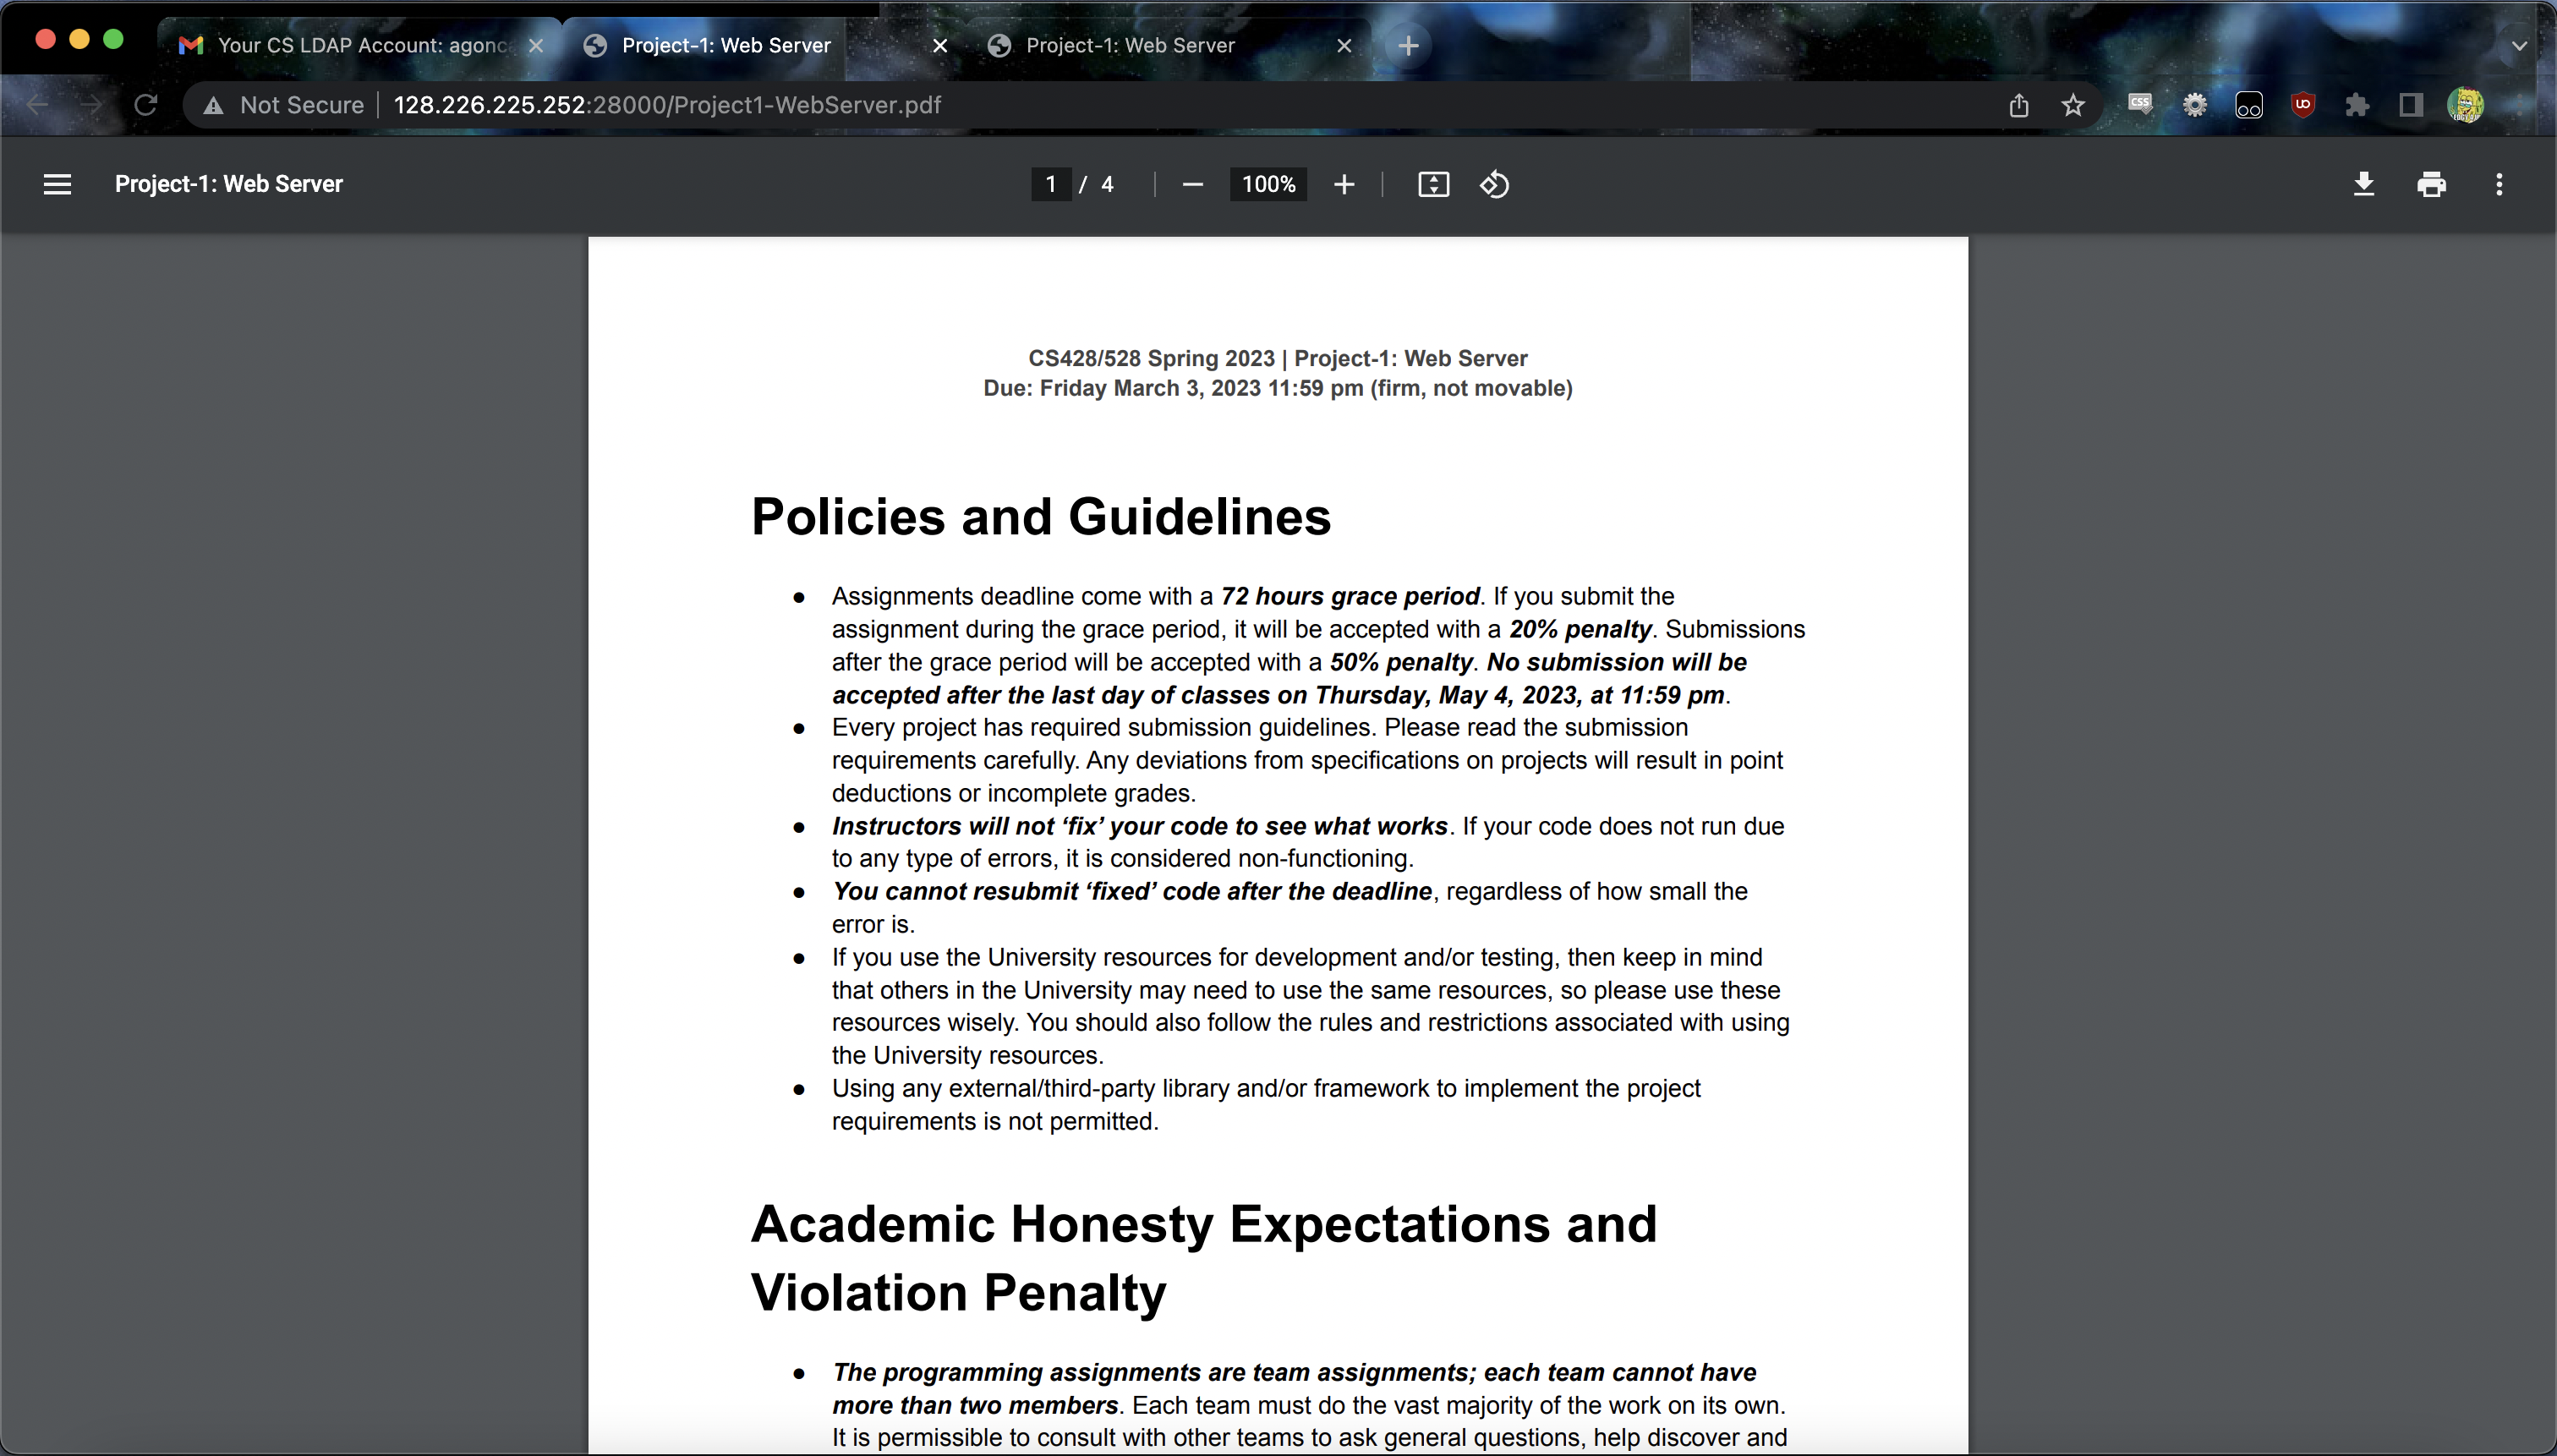 Your CS LDAP Account: agonc
Project-1: Web Server
Project-1: Web Server
Not Secure | 128.226.225.252:28000/Project1-WebServer.pdf
Project-1: Web Server
1 / 4
100%
CS428/528 Spring 2023 | Project-1: Web Server
Due: Friday March 3, 2023 11:59 pm (firm, not movable)
Policies and Guidelines
● Assignments deadline come with a 72 hours grace period. If you submit the
assignment during the grace period, it will be accepted with a 20% penalty. Submissions
after the grace period will be accepted with a 50% penalty. No submission will be
accepted after the last day of classes on Thursday, May 4, 2023, at 11:59 pm.
● Every project has required submission guidelines. Please read the submission
requirements carefully. Any deviations from specifications on projects will result in point
deductions or incomplete grades.
● Instructors will not ‘fix’ your code to see what works. If your code does not run due
to any type of errors, it is considered non-functioning.
● You cannot resubmit ‘fixed’ code after the deadline, regardless of how small the
error is.
● If you use the University resources for development and/or testing, then keep in mind
that others in the University may need to use the same resources, so please use these
resources wisely. You should also follow the rules and restrictions associated with using
the University resources.
● Using any external/third-party library and/or framework to implement the project
requirements is not permitted.
Academic Honesty Expectations and
Violation Penalty
● The programming assignments are team assignments; each team cannot have
more than two members. Each team must do the vast majority of the work on its own.
It is permissible to consult with other teams to ask general questions, help discover and